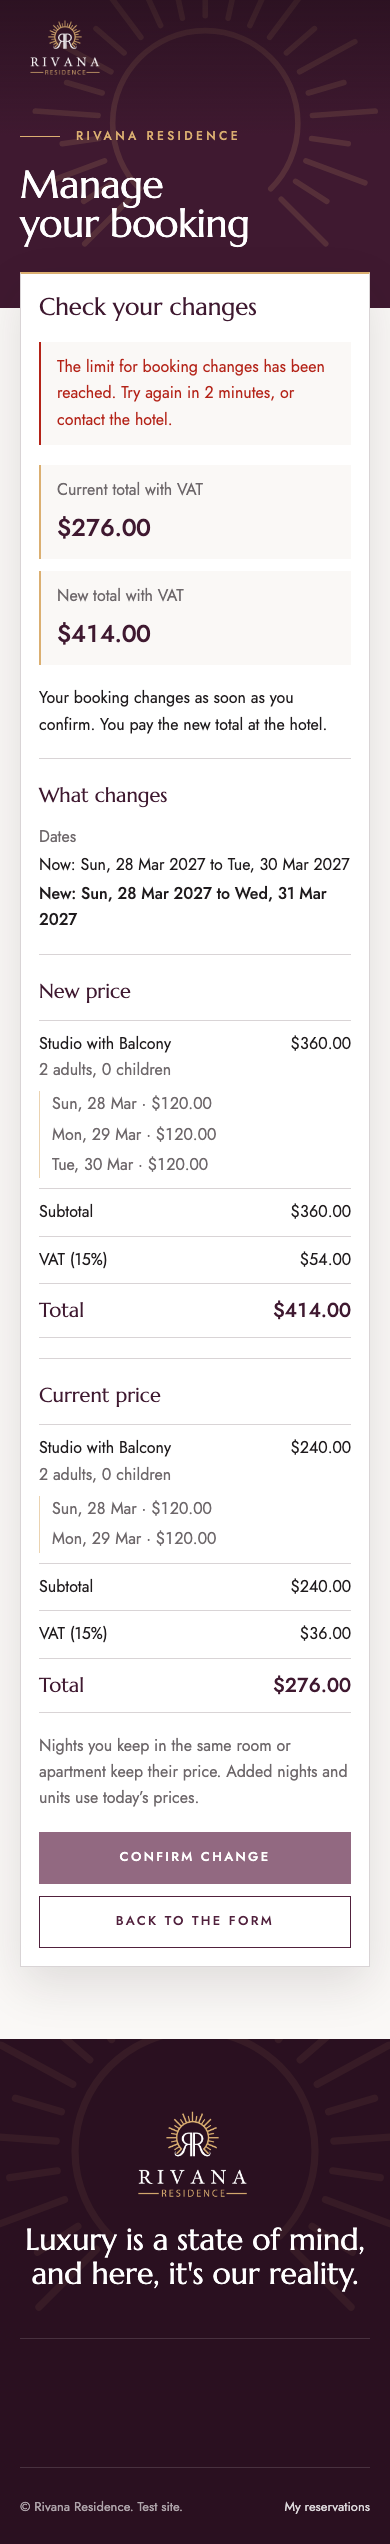 RIVANA
RESIDENCE
RIVANA RESIDENCE
Manage
your booking
Check your changes
The limit for booking changes has been
reached. Try again in 2 minutes, or
contact the hotel.
Current total with VAT
$276.00
New total with VAT
$414.00
Your booking changes as soon as you
confirm. You pay the new total at the hotel.
What changes
Dates
Now: Sun, 28 Mar 2027 to Tue, 30 Mar 2027
New: Sun, 28 Mar 2027 to Wed, 31 Mar
2027
New price
Studio with Balcony $360.00
2 adults, 0 children
Sun, 28 Mar · $120.00
Mon, 29 Mar · $120.00
Tue, 30 Mar · $120.00
Subtotal $360.00
VAT (15%) $54.00
Total $414.00
Current price
Studio with Balcony $240.00
2 adults, 0 children
Sun, 28 Mar · $120.00
Mon, 29 Mar · $120.00
Subtotal $240.00
VAT (15%) $36.00
Total $276.00
Nights you keep in the same room or
apartment keep their price. Added nights and
units use today’s prices.
CONFIRM CHANGE
BACK TO THE FORM
RIVANA
RESIDENCE
Luxury is a state of mind,
and here, it's our reality.
© Rivana Residence. Test site. My reservations